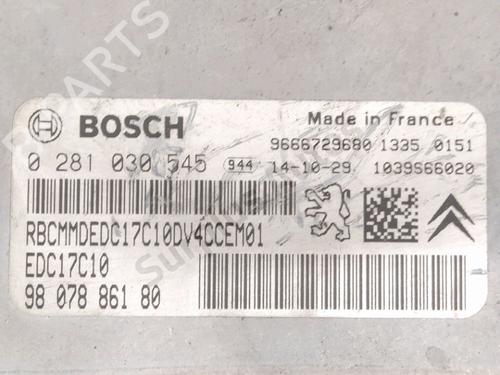 BOSCH
Made in France
9666729680 1335 0151
0 281 030 545 944 14-10-29 1039S66020
RBCMMDEDC17C10DV4CCEM01
EDC17C10
98 078 861 80
PARTS